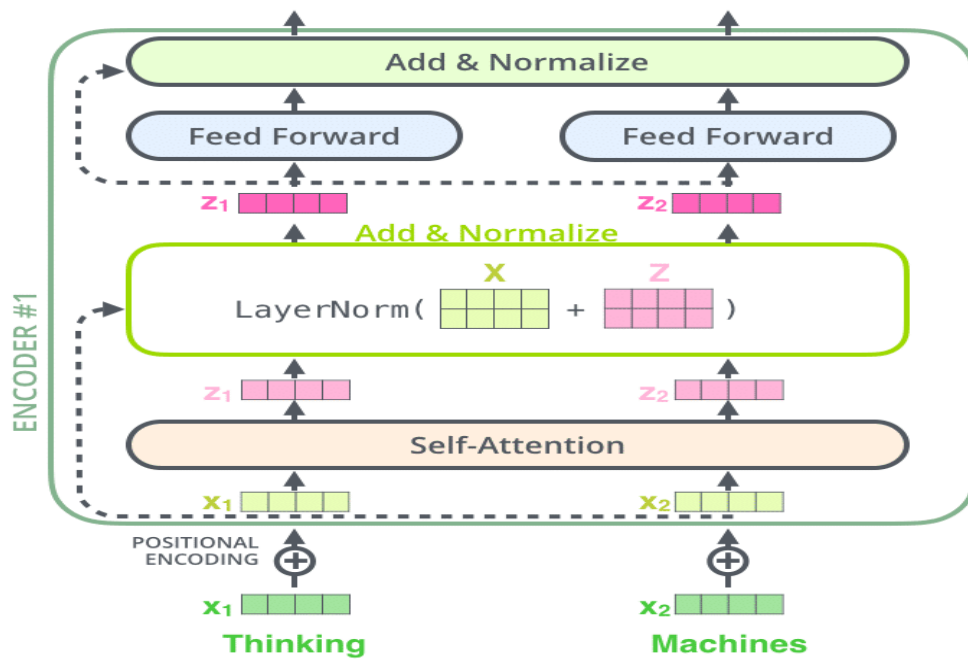 Add & Normalize
Feed Forward
Feed Forward
z1
z2
Add & Normalize
X
Z
LayerNorm( + )
ENCODER #1
z1
z2
Self-Attention
x1
x2
POSITIONAL
ENCODING
x1
x2
Thinking
Machines